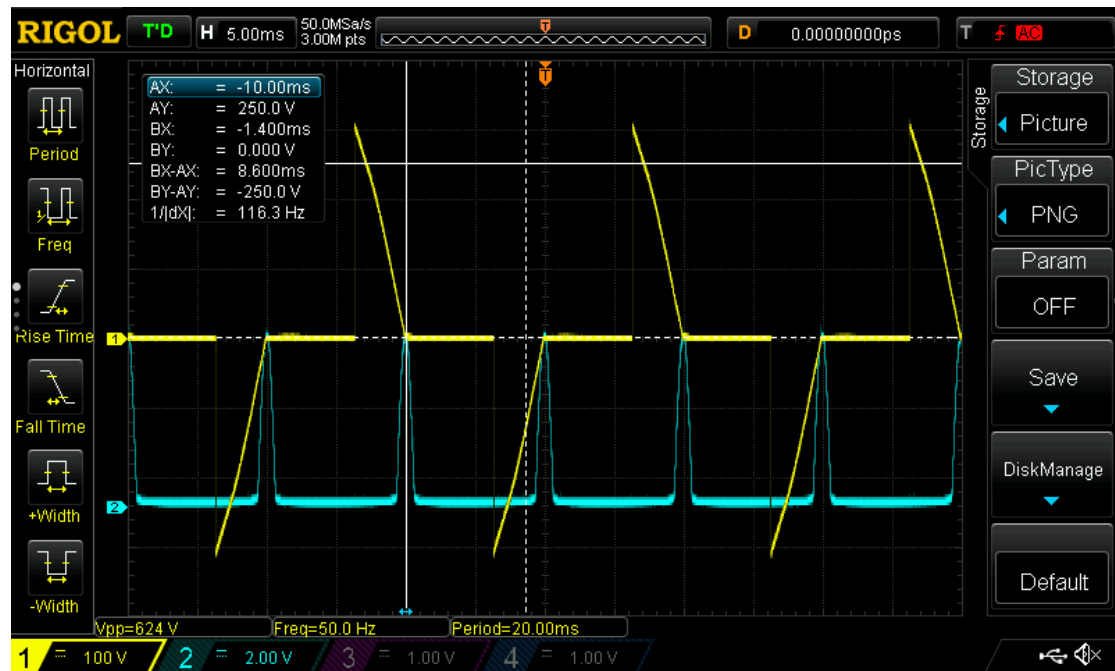 RIGOL T'D H 5.00ms 50.0MSa/s 3.00M pts T D 0.00000000ps T AC
Horizontal
Period
Freq
Rise Time
Fall Time
+Width
-Width
T
AX: = -10.00ms
AY: = 250.0 V
BX: = -1.400ms
BY: = 0.000 V
BX-AX: = 8.600ms
BY-AY: = -250.0 V
1/|dX|: = 116.3 Hz
1
2
Storage
Storage
Picture
PicType
PNG
Param
OFF
Save
DiskManage
Default
Vpp=624 V Freq=50.0 Hz Period=20.00ms
1 100 V 2 2.00 V 3 1.00 V 4 1.00 V